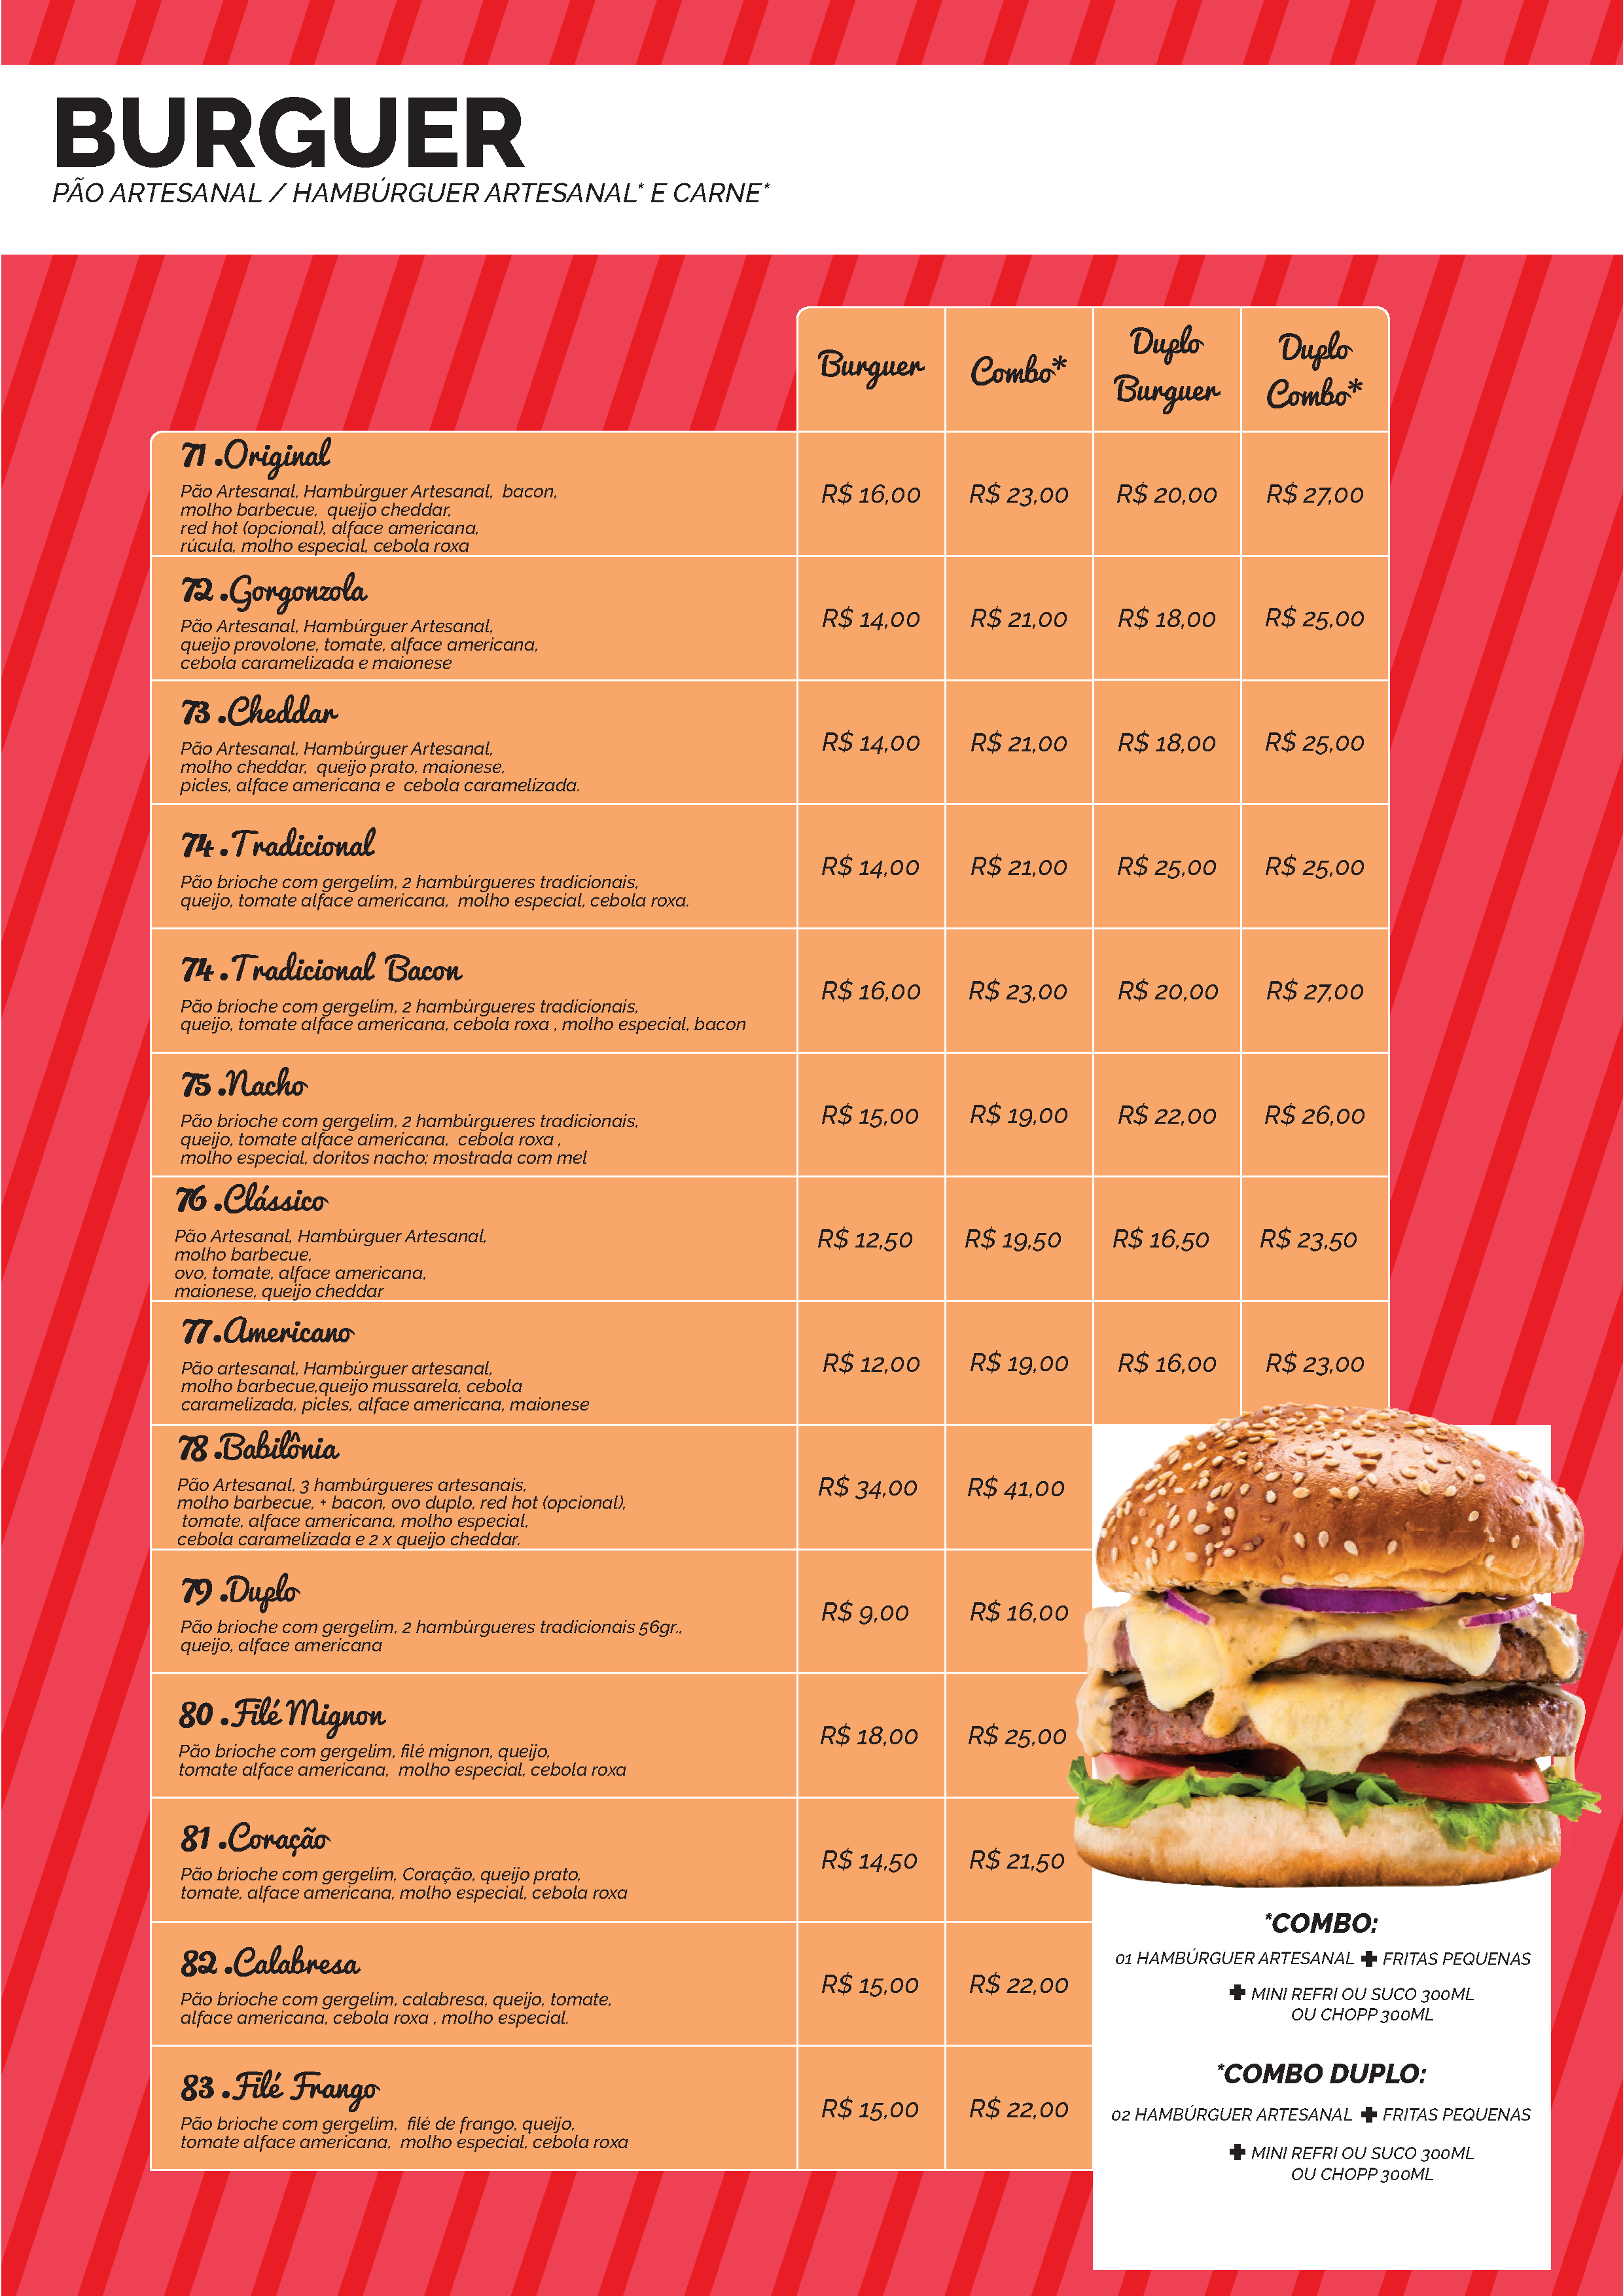 BURGUER
PÃO ARTESANAL / HAMBÚRGUER ARTESANAL* E CARNE*
Burguer Combo* Duplo Burguer Duplo Combo*
71 .Original
Pão Artesanal, Hambúrguer Artesanal, bacon,
molho barbecue, queijo cheddar,
red hot (opcional), alface americana,
rúcula, molho especial, cebola roxa
R$ 16,00 R$ 23,00 R$ 20,00 R$ 27,00
72 .Gorgonzola
Pão Artesanal, Hambúrguer Artesanal,
queijo provolone, tomate, alface americana,
cebola caramelizada e maionese
R$ 14,00 R$ 21,00 R$ 18,00 R$ 25,00
73 .Cheddar
Pão Artesanal, Hambúrguer Artesanal,
molho cheddar, queijo prato, maionese,
picles, alface americana e cebola caramelizada.
R$ 14,00 R$ 21,00 R$ 18,00 R$ 25,00
74 .Tradicional
Pão brioche com gergelim, 2 hambúrgueres tradicionais,
queijo, tomate alface americana, molho especial, cebola roxa.
R$ 14,00 R$ 21,00 R$ 25,00 R$ 25,00
74 .Tradicional Bacon
Pão brioche com gergelim, 2 hambúrgueres tradicionais,
queijo, tomate alface americana, cebola roxa , molho especial, bacon
R$ 16,00 R$ 23,00 R$ 20,00 R$ 27,00
75 .Nacho
Pão brioche com gergelim, 2 hambúrgueres tradicionais,
queijo, tomate alface americana, cebola roxa ,
molho especial, doritos nacho; mostrada com mel
R$ 15,00 R$ 19,00 R$ 22,00 R$ 26,00
76 .Clássico
Pão Artesanal, Hambúrguer Artesanal,
molho barbecue,
ovo, tomate, alface americana,
maionese, queijo cheddar
R$ 12,50 R$ 19,50 R$ 16,50 R$ 23,50
77.Americano
Pão artesanal, Hambúrguer artesanal,
molho barbecue,queijo mussarela, cebola
caramelizada, picles, alface americana, maionese
R$ 12,00 R$ 19,00 R$ 16,00 R$ 23,00
78 .Babilônia
Pão Artesanal, 3 hambúrgueres artesanais,
molho barbecue, + bacon, ovo duplo, red hot (opcional),
tomate, alface americana, molho especial,
cebola caramelizada e 2 x queijo cheddar.
R$ 34,00 R$ 41,00
79 .Duplo
Pão brioche com gergelim, 2 hambúrgueres tradicionais 56gr.,
queijo, alface americana
R$ 9,00 R$ 16,00
80 .Filé Mignon
Pão brioche com gergelim, filé mignon, queijo,
tomate alface americana, molho especial, cebola roxa
R$ 18,00 R$ 25,00
81 .Coração
Pão brioche com gergelim, Coração, queijo prato,
tomate, alface americana, molho especial, cebola roxa
R$ 14,50 R$ 21,50
82 .Calabresa
Pão brioche com gergelim, calabresa, queijo, tomate,
alface americana, cebola roxa , molho especial.
R$ 15,00 R$ 22,00
83 .Filé Frango
Pão brioche com gergelim, filé de frango, queijo,
tomate alface americana, molho especial, cebola roxa
R$ 15,00 R$ 22,00
*COMBO:
01 HAMBÚRGUER ARTESANAL + FRITAS PEQUENAS
+ MINI REFRI OU SUCO 300ML
OU CHOPP 300ML
*COMBO DUPLO:
02 HAMBÚRGUER ARTESANAL + FRITAS PEQUENAS
+ MINI REFRI OU SUCO 300ML
OU CHOPP 300ML